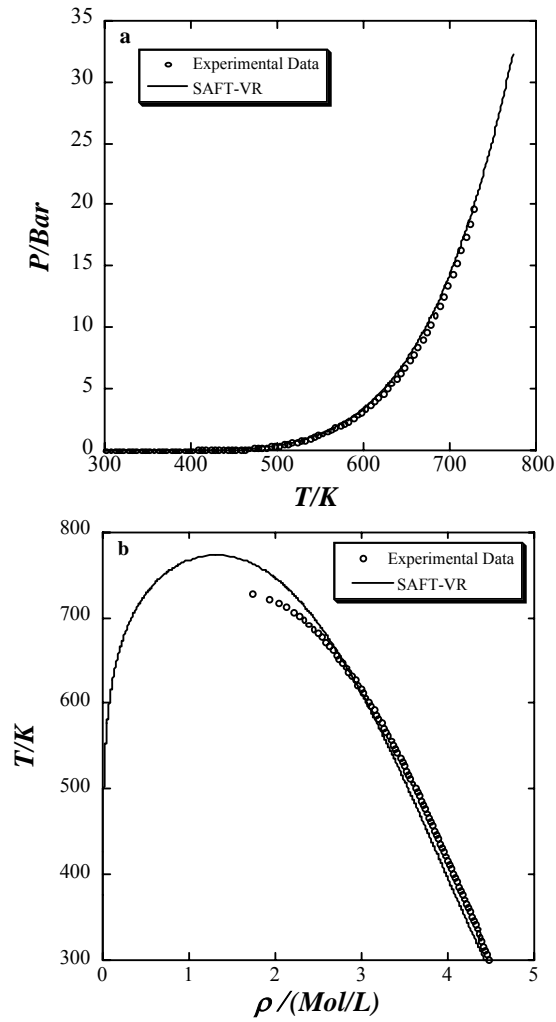 a
Experimental Data
SAFT-VR
35
30
25
20
15
10
5
0
P/Bar
300 400 500 600 700 800
T/K
b
Experimental Data
SAFT-VR
800
700
600
500
400
300
T/K
0 1 2 3 4 5
ρ /(Mol/L)